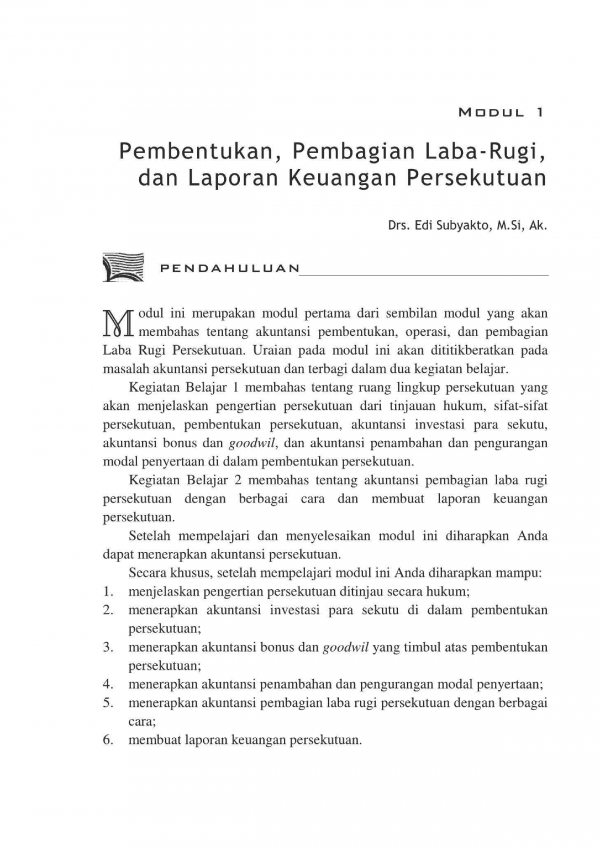 MODUL 1
Pembentukan, Pembagian Laba-Rugi,
dan Laporan Keuangan Persekutuan
Drs. Edi Subyakto, M.Si, Ak.
PENDAHULUAN
Modul ini merupakan modul pertama dari sembilan modul yang akan
membahas tentang akuntansi pembentukan, operasi, dan pembagian
Laba Rugi Persekutuan. Uraian pada modul ini akan dititikberatkan pada
masalah akuntansi persekutuan dan terbagi dalam dua kegiatan belajar.
Kegiatan Belajar 1 membahas tentang ruang lingkup persekutuan yang
akan menjelaskan pengertian persekutuan dari tinjauan hukum, sifat-sifat
persekutuan, pembentukan persekutuan, akuntansi investasi para sekutu,
akuntansi bonus dan goodwil, dan akuntansi penambahan dan pengurangan
modal penyertaan di dalam pembentukan persekutuan.
Kegiatan Belajar 2 membahas tentang akuntansi pembagian laba rugi
persekutuan dengan berbagai cara dan membuat laporan keuangan
persekutuan.
Setelah mempelajari dan menyelesaikan modul ini diharapkan Anda
dapat menerapkan akuntansi persekutuan.
Secara khusus, setelah mempelajari modul ini Anda diharapkan mampu:
1. menjelaskan pengertian persekutuan ditinjau secara hukum;
2. menerapkan akuntansi investasi para sekutu di dalam pembentukan
persekutuan;
3. menerapkan akuntansi bonus dan goodwil yang timbul atas pembentukan
persekutuan;
4. menerapkan akuntansi penambahan dan pengurangan modal penyertaan;
5. menerapkan akuntansi pembagian laba rugi persekutuan dengan berbagai
cara;
6. membuat laporan keuangan persekutuan.